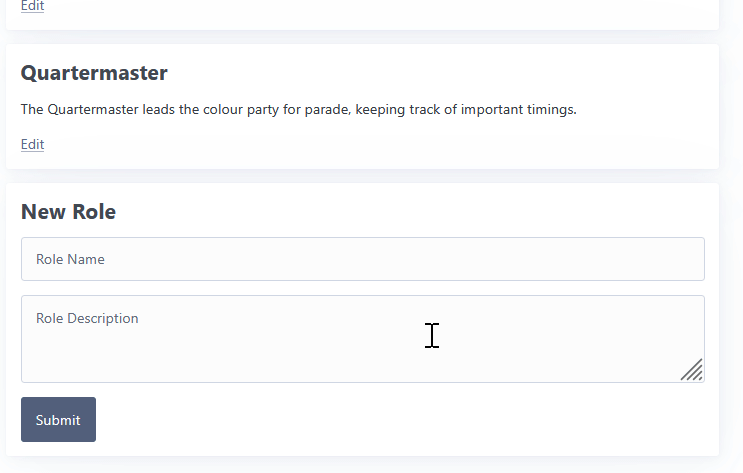 Edit
Quartermaster
The Quartermaster leads the colour party for parade, keeping track of important timings.
Edit
New Role
Role Name
Role Description
Submit